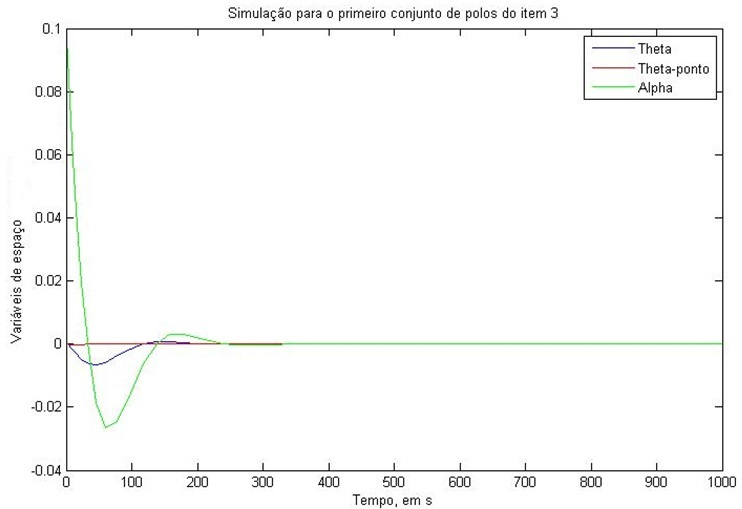 Simulação para o primeiro conjunto de polos do item 3
0.1
0.08
0.06
0.04
0.02
0
-0.02
-0.04
Variáveis de espaço
Theta
Theta-ponto
Alpha
0 100 200 300 400 500 600 700 800 900 1000
Tempo, em s